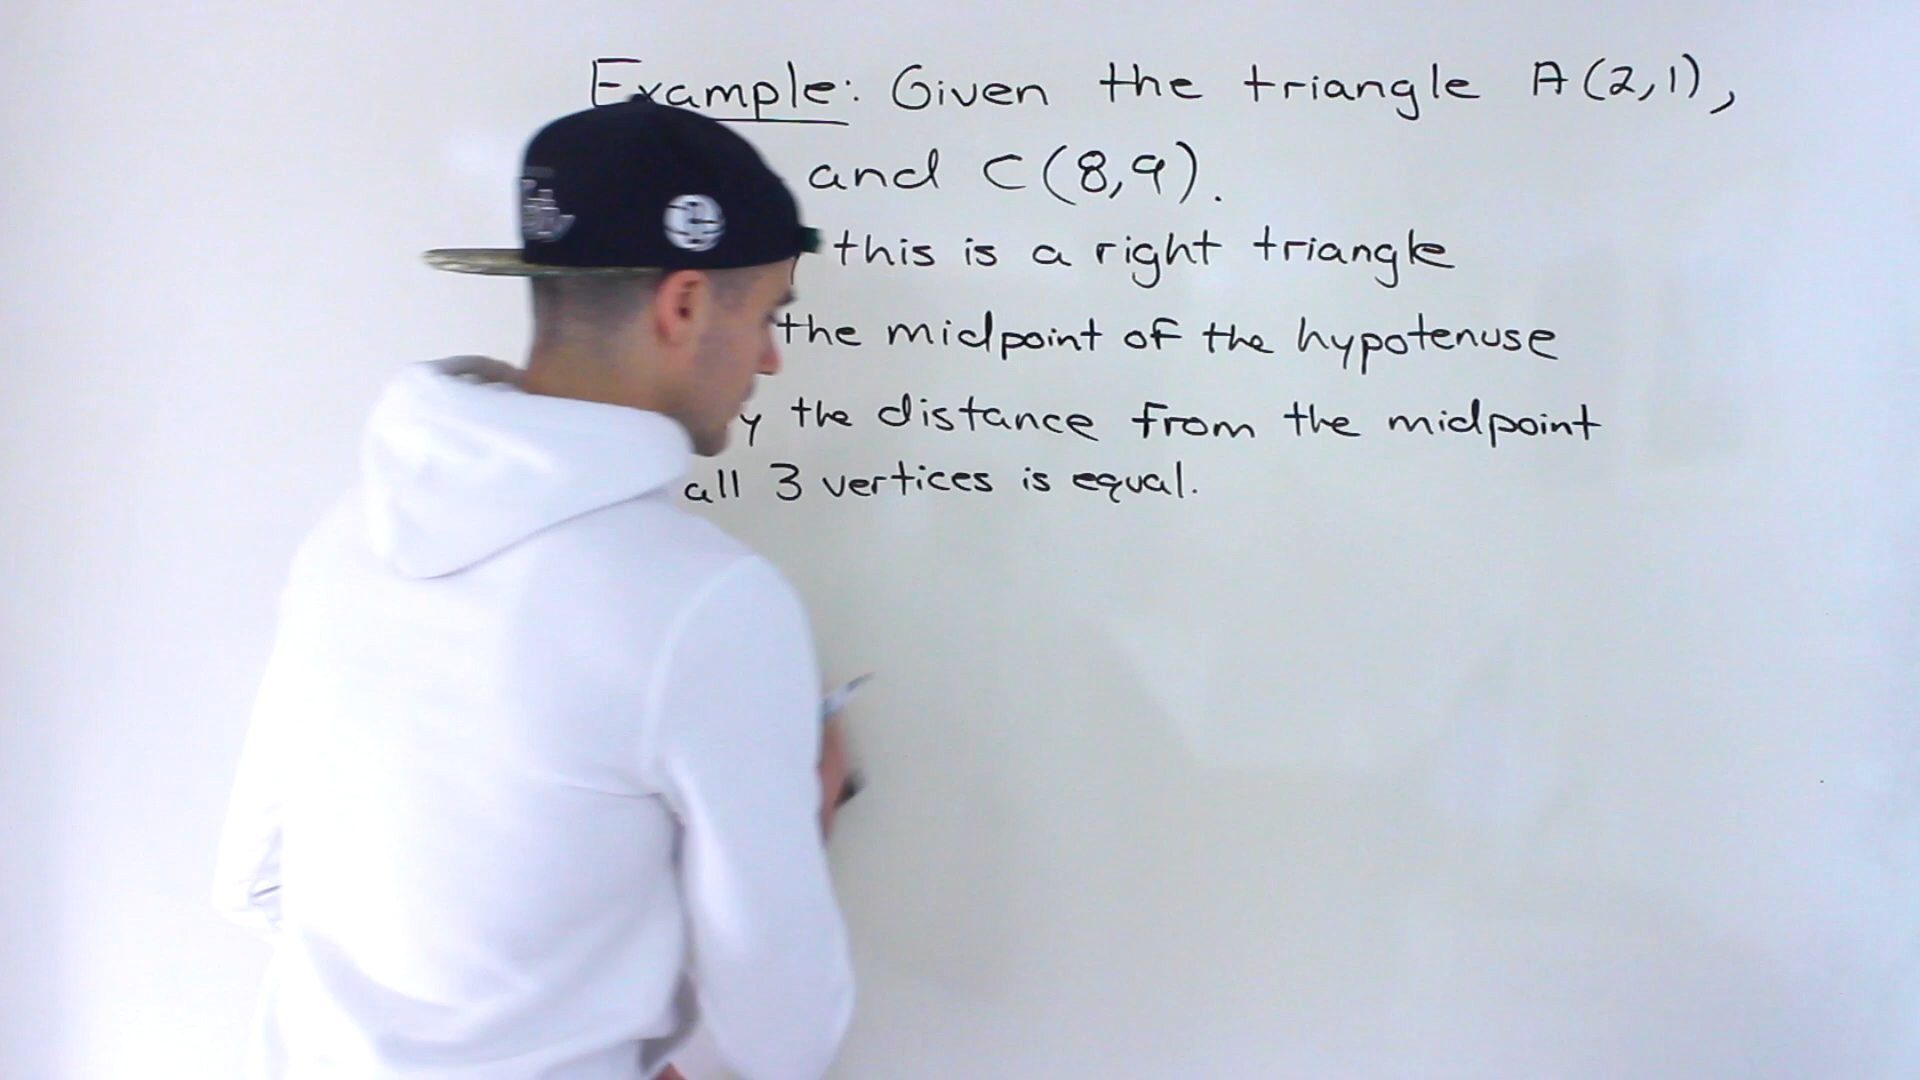 Example: Given the triangle A(2,1),
and C(8,9).
this is a right triangle
the midpoint of the hypotenuse
y the distance from the midpoint
all 3 vertices is equal.